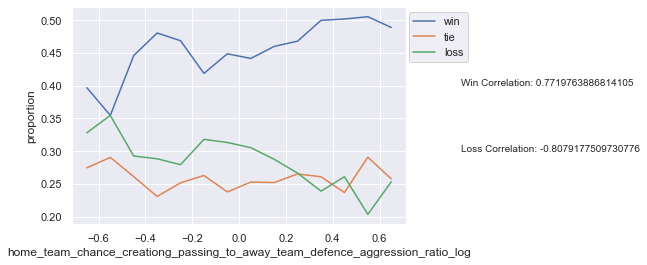 0.50
0.45
0.40
0.35
0.30
0.25
0.20
proportion
−0.6
−0.4
−0.2
0.0
0.2
0.4
0.6
home_team_chance_creationg_passing_to_away_team_defence_aggression_ratio_log
win
tie
loss
Win Correlation: 0.7719763886814105
Loss Correlation: -0.8079177509730776